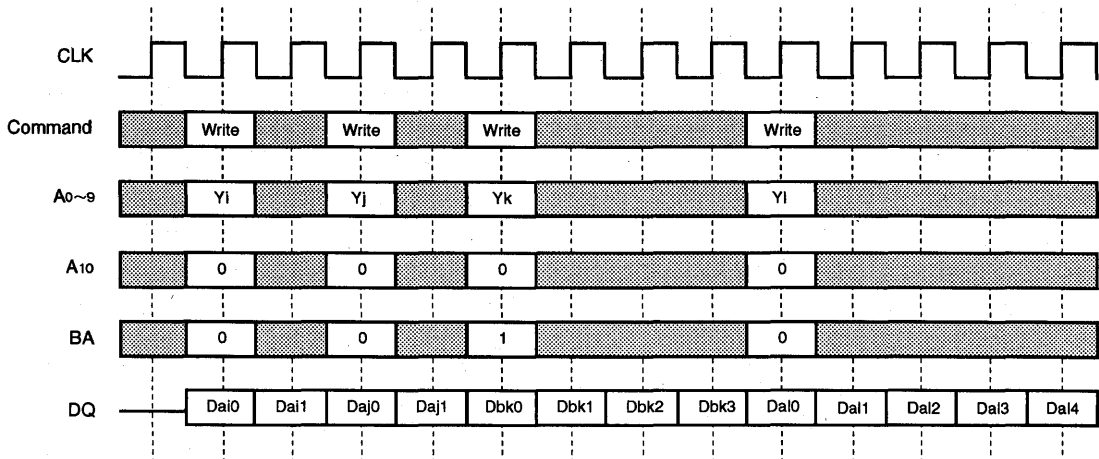 CLK
Command Write Write Write Write
A0~9 Yi Yj Yk Yl
A10 0 0 0 0
BA 0 0 1 0
DQ Dai0 Dai1 Daj0 Daj1 Dbk0 Dbk1 Dbk2 Dbk3 Dal0 Dal1 Dal2 Dal3 Dal4